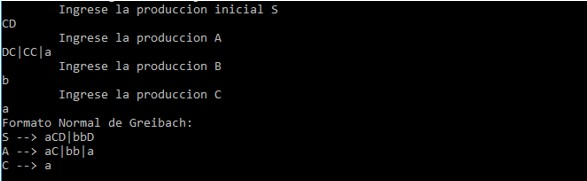 Ingrese la produccion inicial S
CD
Ingrese la produccion A
DC|CC|a
Ingrese la produccion B
b
Ingrese la produccion C
a
Formato Normal de Greibach:
S --> aCD|bbD
A --> aC|bb|a
C --> a